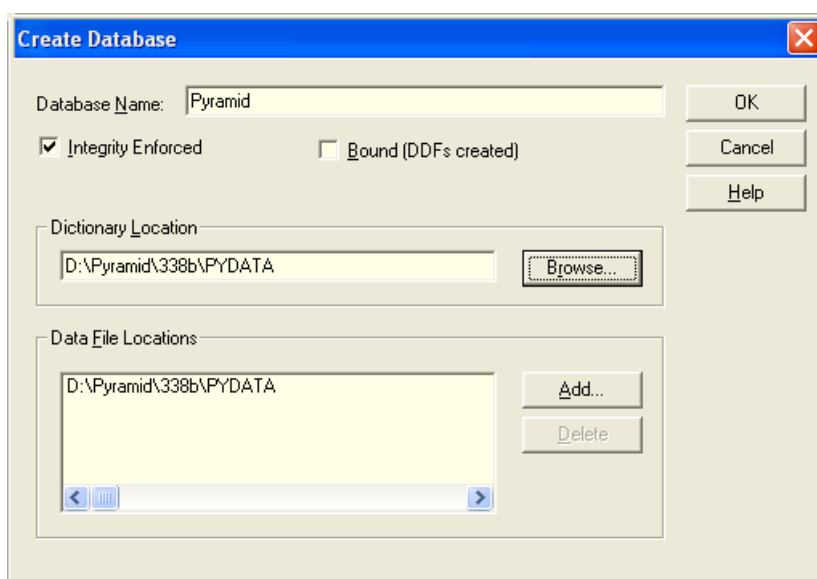 Create Database
Database Name: Pyramid
OK
Integrity Enforced
Bound (DDFs created)
Cancel
Help
Dictionary Location
D:\Pyramid\338b\PYDATA
Browse...
Data File Locations
D:\Pyramid\338b\PYDATA
Add...
Delete